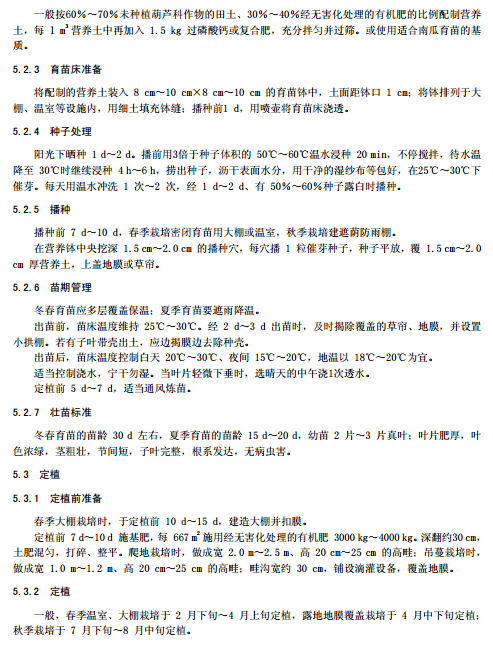 一般按60%～70%未种植葫芦科作物的田土、30%～40%经无害化处理的有机肥的比例配制营养
土，每 1 m³营养土中再加入 1.5 kg 过磷酸钙或复合肥，充分拌匀并过筛。或使用适合南瓜育苗的基
质。
5.2.3 育苗床准备
将配制的营养土装入 8 cm～10 cm×8 cm～10 cm 的育苗钵中，土面距钵口 1 cm；将钵排列于大
棚、温室等设施内，用细土填充钵缝；播种前1 d，用喷壶将育苗床浇透。
5.2.4 种子处理
阳光下晒种 1 d～2 d。播前用3倍于种子体积的 50℃～60℃温水浸种 20 min，不停搅拌，待水温
降至 30℃时继续浸种 4 h～6 h，捞出种子，沥干表面水分，用干净的湿纱布等包好，在25℃～30℃下
催芽。每天用温水冲洗 1 次～2 次，经 1 d～2 d、有 50%～60%种子露白时播种。
5.2.5 播种
播种前 7 d～10 d，春季栽培密闭育苗用大棚或温室，秋季栽培建遮荫防雨棚。
在营养钵中央挖深 1.5 cm～2.0 cm 的播种穴，每穴播 1 粒催芽种子，种子平放，覆 1.5 cm～2.0
cm 厚营养土，上盖地膜或草帘。
5.2.6 苗期管理
冬春育苗应多层覆盖保温；夏季育苗要遮雨降温。
出苗前，苗床温度维持 25℃～30℃。经 2 d～3 d 出苗时，及时揭除覆盖的草帘、地膜，并设置
小拱棚。若有子叶带壳出土，应边揭膜边去除种壳。
出苗后，苗床温度控制白天 20℃～30℃、夜间 15℃～20℃，地温以 18℃～20℃为宜。
适当控制浇水，宁干勿湿。当叶片轻微下垂时，选晴天的中午浇1次透水。
定植前 5 d～7 d，适当通风炼苗。
5.2.7 壮苗标准
冬春育苗的苗龄 30 d 左右，夏季育苗的苗龄 15 d～20 d，幼苗 2 片～3 片真叶；叶片肥厚，叶
色浓绿，茎粗壮，节间短，子叶完整，根系发达，无病虫害。
5.3 定植
5.3.1 定植前准备
春季大棚栽培时，于定植前 10 d～15 d，建造大棚并扣膜。
定植前 7 d～10 d 施基肥，每 667 m²施用经无害化处理的有机肥 3000 kg～4000 kg。深翻约30 cm，
土肥混匀，打碎、整平。爬地栽培时，做成宽 2.0 m～2.5 m、高 20 cm～25 cm 的高畦；吊蔓栽培时，
做成宽 1.0 m～1.2 m、高 20 cm～25 cm 的高畦；畦沟宽约 30 cm，铺设滴灌设备，覆盖地膜。
5.3.2 定植
一般，春季温室、大棚栽培于 2 月下旬～4 月上旬定植，露地地膜覆盖栽培于 4 月中下旬定植；
秋季栽培于 7 月下旬～8 月中旬定植。